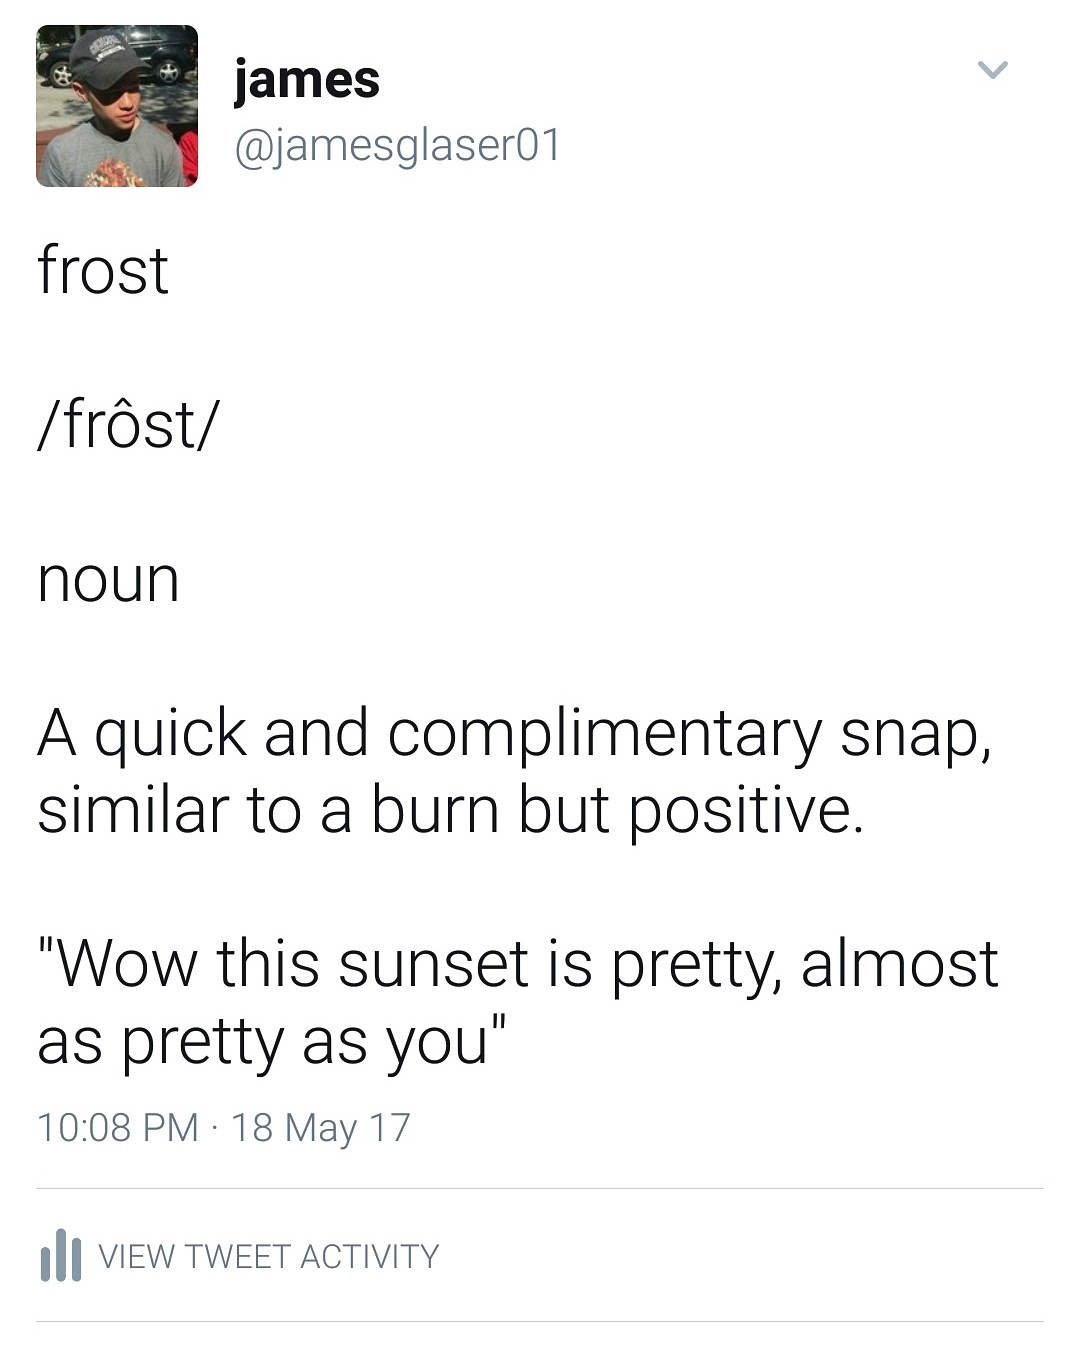 james
@jamesglaser01
frost
/frôst/
noun
A quick and complimentary snap,
similar to a burn but positive.
"Wow this sunset is pretty, almost
as pretty as you"
10:08 PM · 18 May 17
VIEW TWEET ACTIVITY